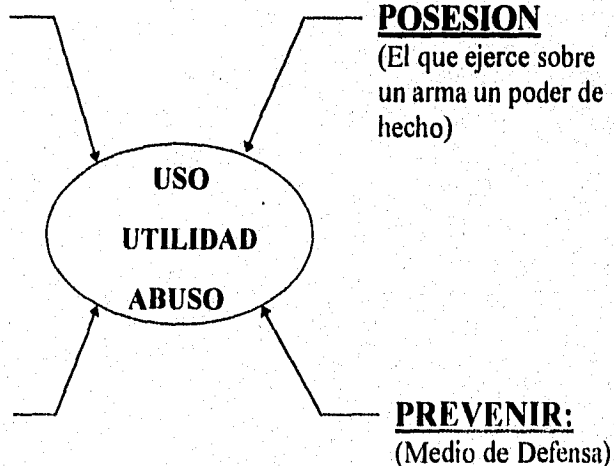 POSESION
(El que ejerce sobre
un arma un poder de
hecho)
USO
UTILIDAD
ABUSO
PREVENIR:
(Medio de Defensa)